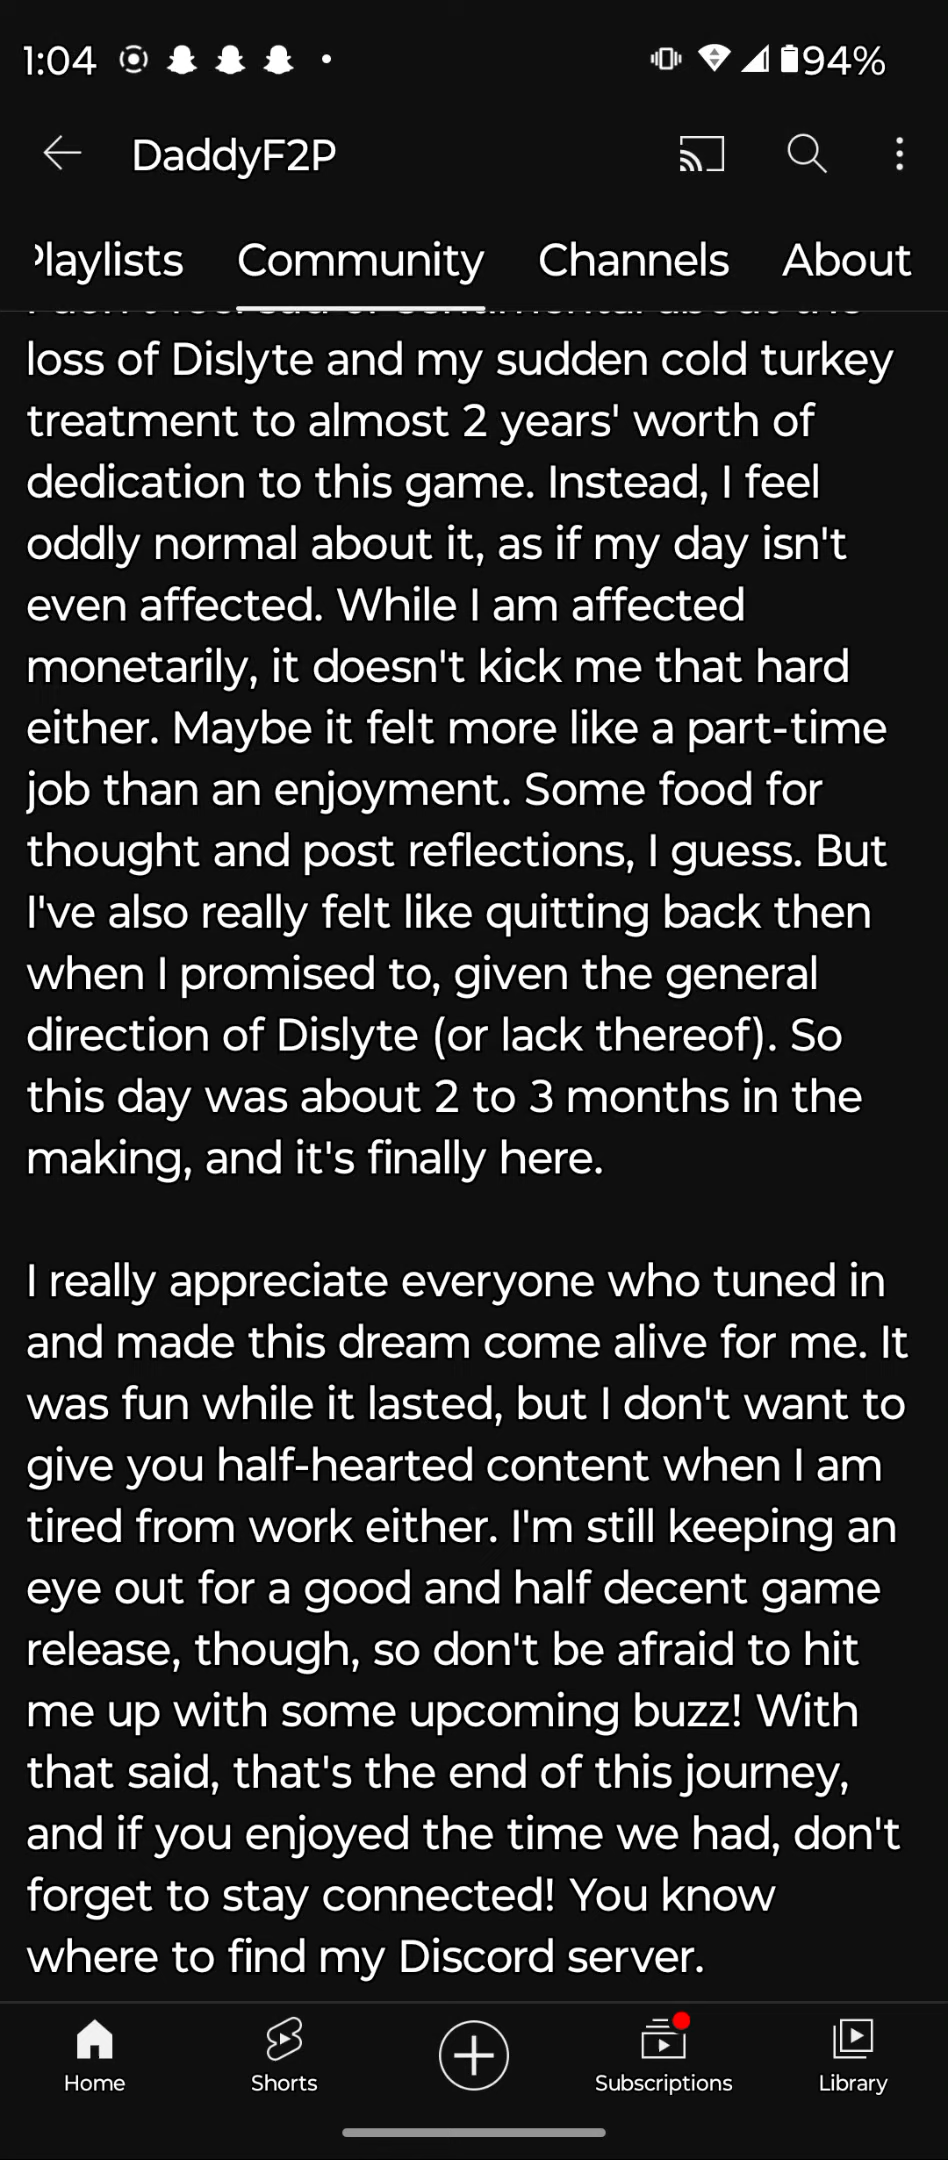 1:04
94%
DaddyF2P
Playlists Community Channels About
loss of Dislyte and my sudden cold turkey
treatment to almost 2 years' worth of
dedication to this game. Instead, I feel
oddly normal about it, as if my day isn't
even affected. While I am affected
monetarily, it doesn't kick me that hard
either. Maybe it felt more like a part-time
job than an enjoyment. Some food for
thought and post reflections, I guess. But
I've also really felt like quitting back then
when I promised to, given the general
direction of Dislyte (or lack thereof). So
this day was about 2 to 3 months in the
making, and it's finally here.
I really appreciate everyone who tuned in
and made this dream come alive for me. It
was fun while it lasted, but I don't want to
give you half-hearted content when I am
tired from work either. I'm still keeping an
eye out for a good and half decent game
release, though, so don't be afraid to hit
me up with some upcoming buzz! With
that said, that's the end of this journey,
and if you enjoyed the time we had, don't
forget to stay connected! You know
where to find my Discord server.
Home Shorts Subscriptions Library